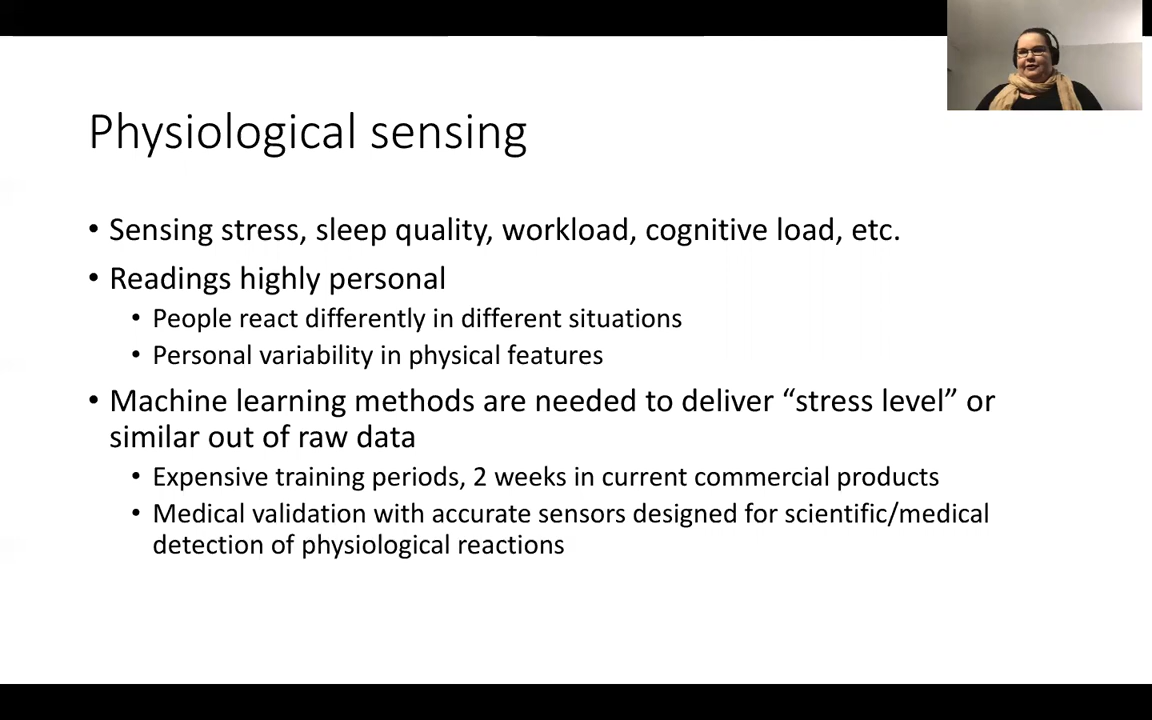 Physiological sensing
• Sensing stress, sleep quality, workload, cognitive load, etc.
• Readings highly personal
• People react differently in different situations
• Personal variability in physical features
• Machine learning methods are needed to deliver “stress level” or
similar out of raw data
• Expensive training periods, 2 weeks in current commercial products
• Medical validation with accurate sensors designed for scientific/medical
detection of physiological reactions